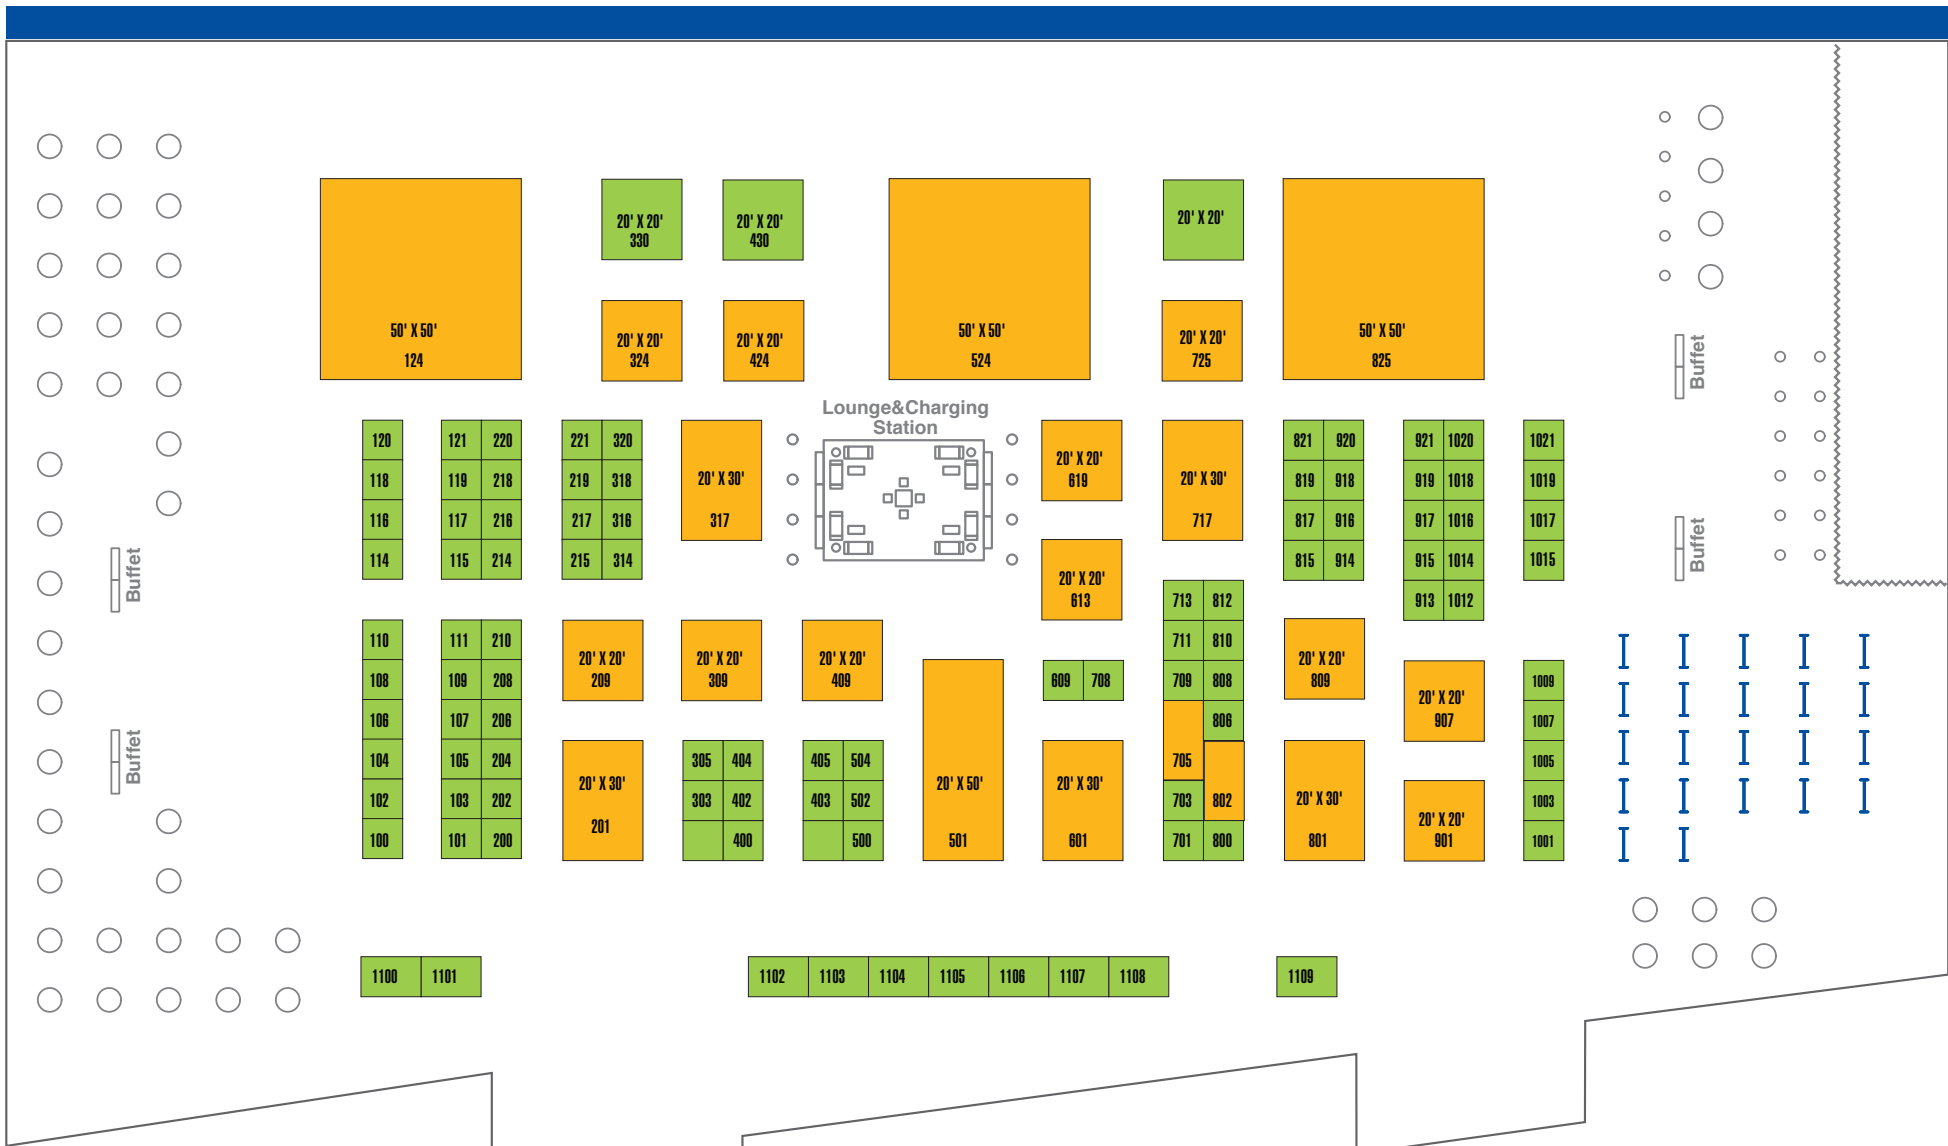 20' X 20'
330
20' X 20'
430
20' X 20'
50' X 50'
124
20' X 20'
324
20' X 20'
424
50' X 50'
524
20' X 20'
725
50' X 50'
825
Buffet
Lounge&Charging
Station
120
121 220
221 320
118
119 218
219 318
116
117 216
217 316
114
115 214
215 314
20' X 30'
317
20' X 20'
619
20' X 30'
717
821 920
921 1020
1021
819 918
919 1018
1019
817 916
917 1016
1017
815 914
915 1014
1015
913 1012
Buffet
Buffet
20' X 20'
613
713 812
711 810
709 808
806
705
703 802
701 800
110
111 210
108
109 208
106
107 206
104
105 204
102
103 202
100
101 200
20' X 20'
209
20' X 20'
309
20' X 20'
409
609 708
20' X 20'
809
20' X 20'
907
1009
1007
1005
1003
1001
Buffet
20' X 30'
201
305 404
303 402
400
405 504
403 502
500
20' X 50'
501
20' X 30'
601
20' X 30'
801
20' X 20'
901
1100 1101
1102 1103 1104 1105 1106 1107 1108
1109